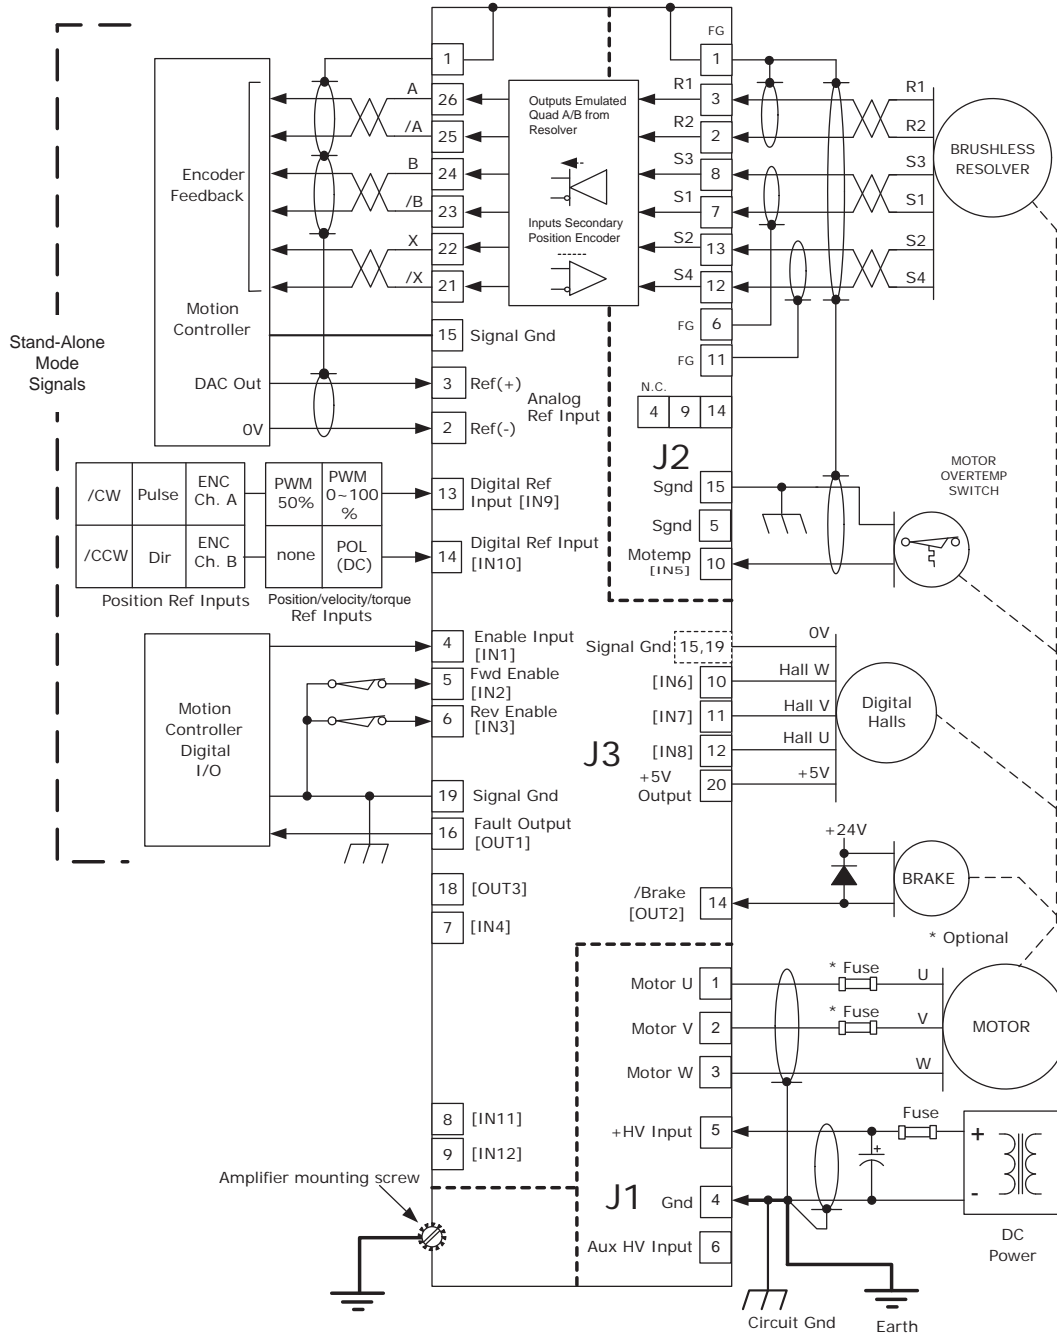 Stand-Alone
Mode
Signals
Encoder
Feedback
Motion
Controller
DAC Out
0V
A
/A
B
/B
X
/X
1
26
25
24
23
22
21
15 Signal Gnd
3 Ref(+)
Analog
Ref Input
2 Ref(-)
Outputs Emulated
Quad A/B from
Resolver
Inputs Secondary
Position Encoder
FG
1
R1
3
R2
2
S3
8
S1
7
S2
13
S4
12
FG 6
FG 11
N.C.
4 9 14
J2
Sgnd 15
Sgnd 5
Motemp
[IN5]
10
R1
R2
S3
S1
S2
S4
BRUSHLESS
RESOLVER
MOTOR
OVERTEMP
SWITCH
/CW Pulse ENC
Ch. A
PWM
50%
PWM
0~100
%
/CCW Dir ENC
Ch. B
none POL
(DC)
Position Ref Inputs
Position/velocity/torque
Ref Inputs
13 Digital Ref
Input [IN9]
14 Digital Ref Input
[IN10]
Motion
Controller
Digital
I/O
4 Enable Input
[IN1]
5 Fwd Enable
[IN2]
6 Rev Enable
[IN3]
19 Signal Gnd
16 Fault Output
[OUT1]
18 [OUT3]
7 [IN4]
J3
Signal Gnd 15,19 0V
[IN6] 10 Hall W
[IN7] 11 Hall V
[IN8] 12 Hall U
+5V
Output
20 +5V
Digital
Halls
+24V
/Brake
[OUT2]
14
BRAKE
* Optional
Motor U 1
* Fuse
U
Motor V 2
* Fuse
V
Motor W 3
W
MOTOR
8 [IN11]
9 [IN12]
Amplifier mounting screw
J1
+HV Input 5
Fuse
+
+
-
Gnd 4
Aux HV Input 6
DC
Power
Circuit Gnd
Earth